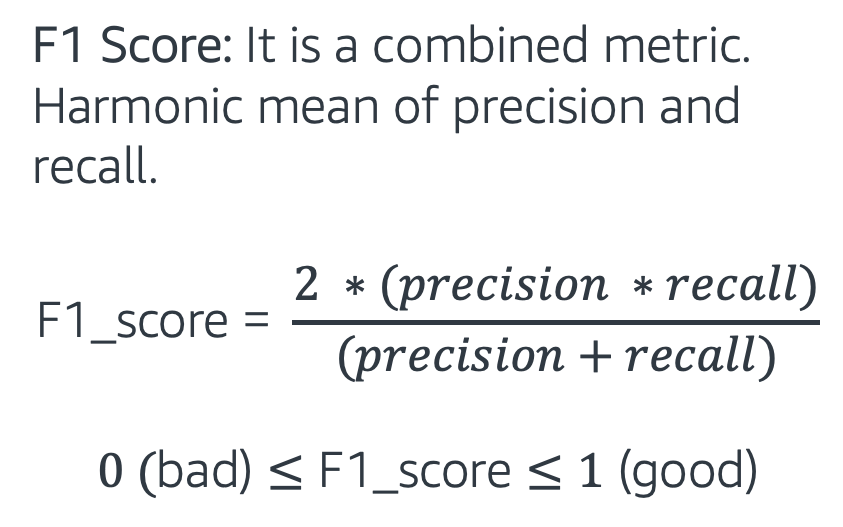 F1 Score: It is a combined metric.
Harmonic mean of precision and
recall.
F1_score = 2 * (precision * recall) / (precision + recall)
0 (bad) ≤ F1_score ≤ 1 (good)